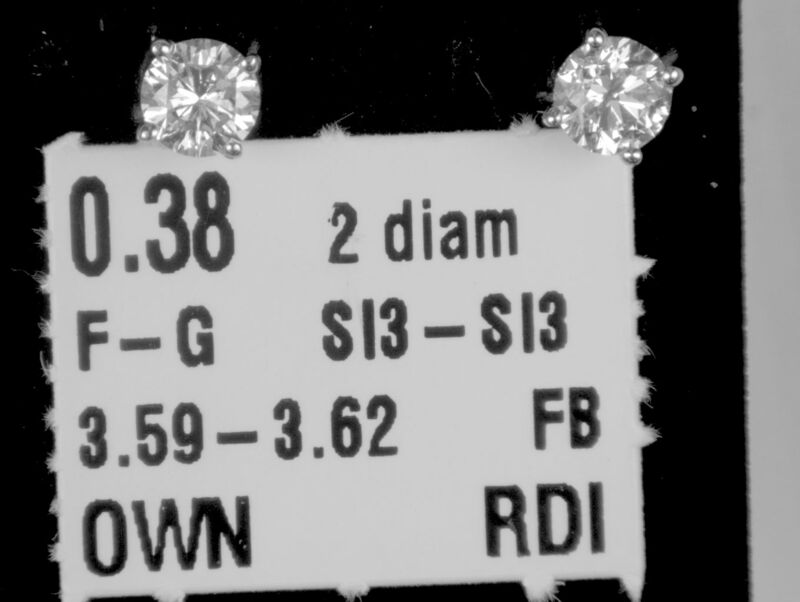 0.38 2 diam
F-G SI3-SI3
3.59-3.62 FB
OWN RDI